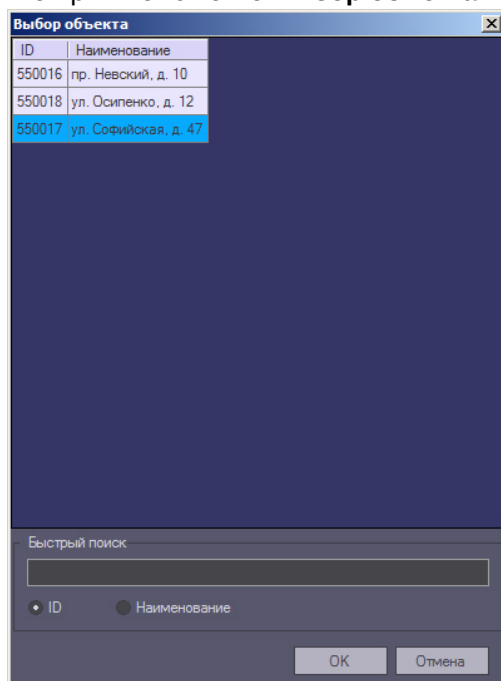 Выбор объекта
ID Наименование
550016 пр. Невский, д. 10
550018 ул. Осипенко, д. 12
550017 ул. Софийская, д. 47
Быстрый поиск
ID Наименование
OK Отмена